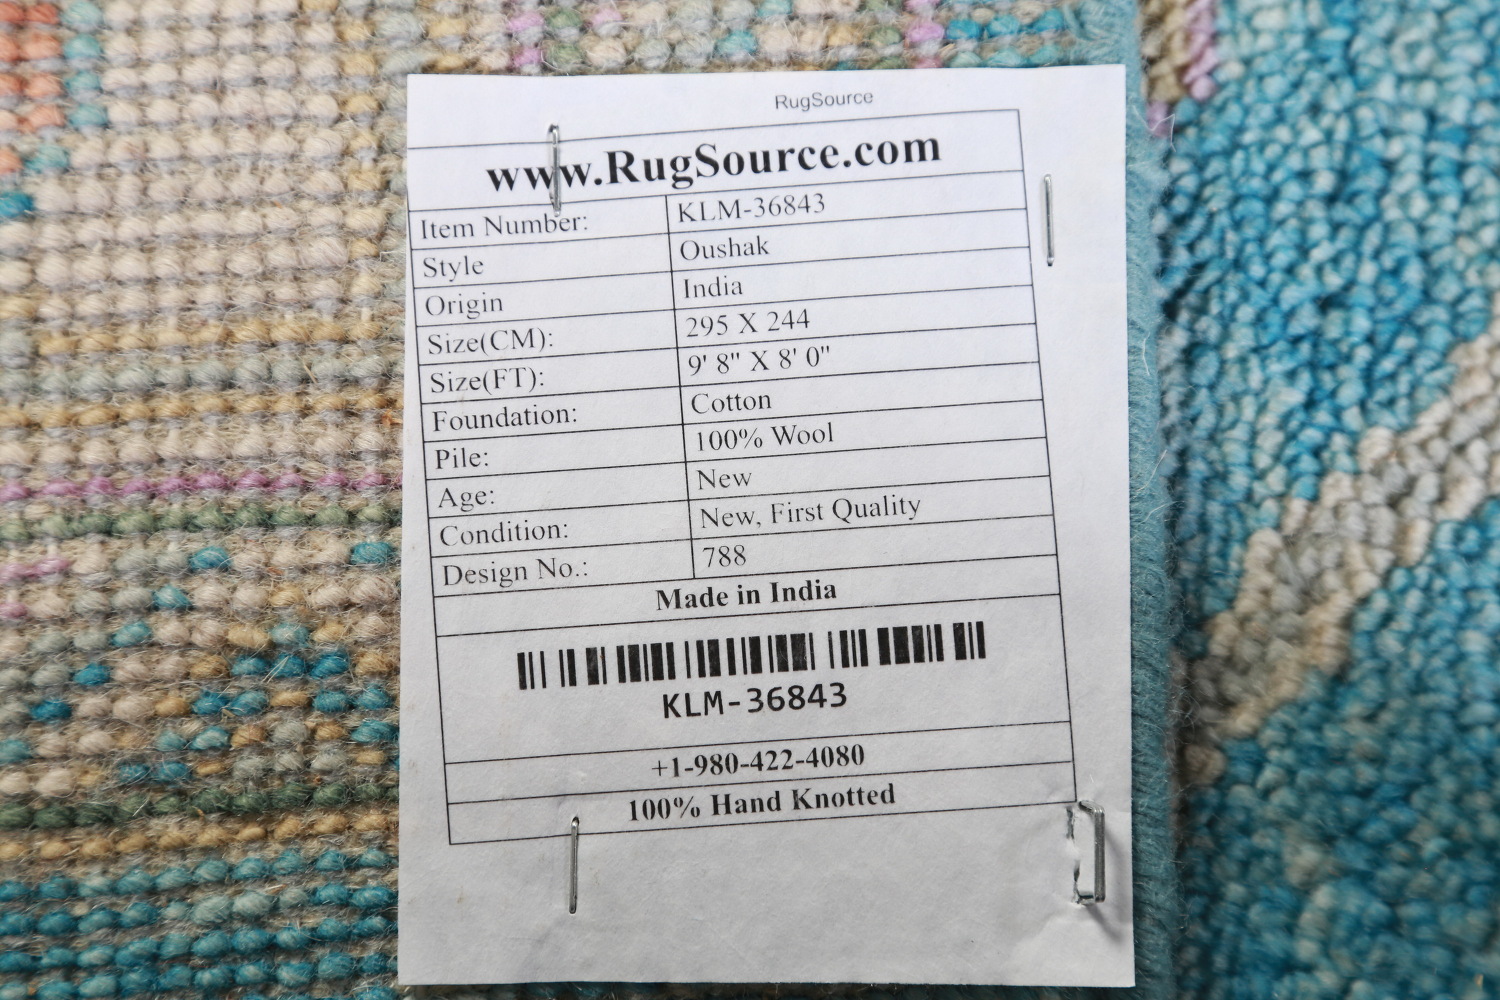 RugSource
www.RugSource.com
Item Number: KLM-36843
Style Oushak
Origin India
Size(CM): 295 X 244
Size(FT): 9' 8" X 8' 0"
Foundation: Cotton
Pile: 100% Wool
Age: New
Condition: New, First Quality
Design No.: 788
Made in India
KLM-36843
+1-980-422-4080
100% Hand Knotted